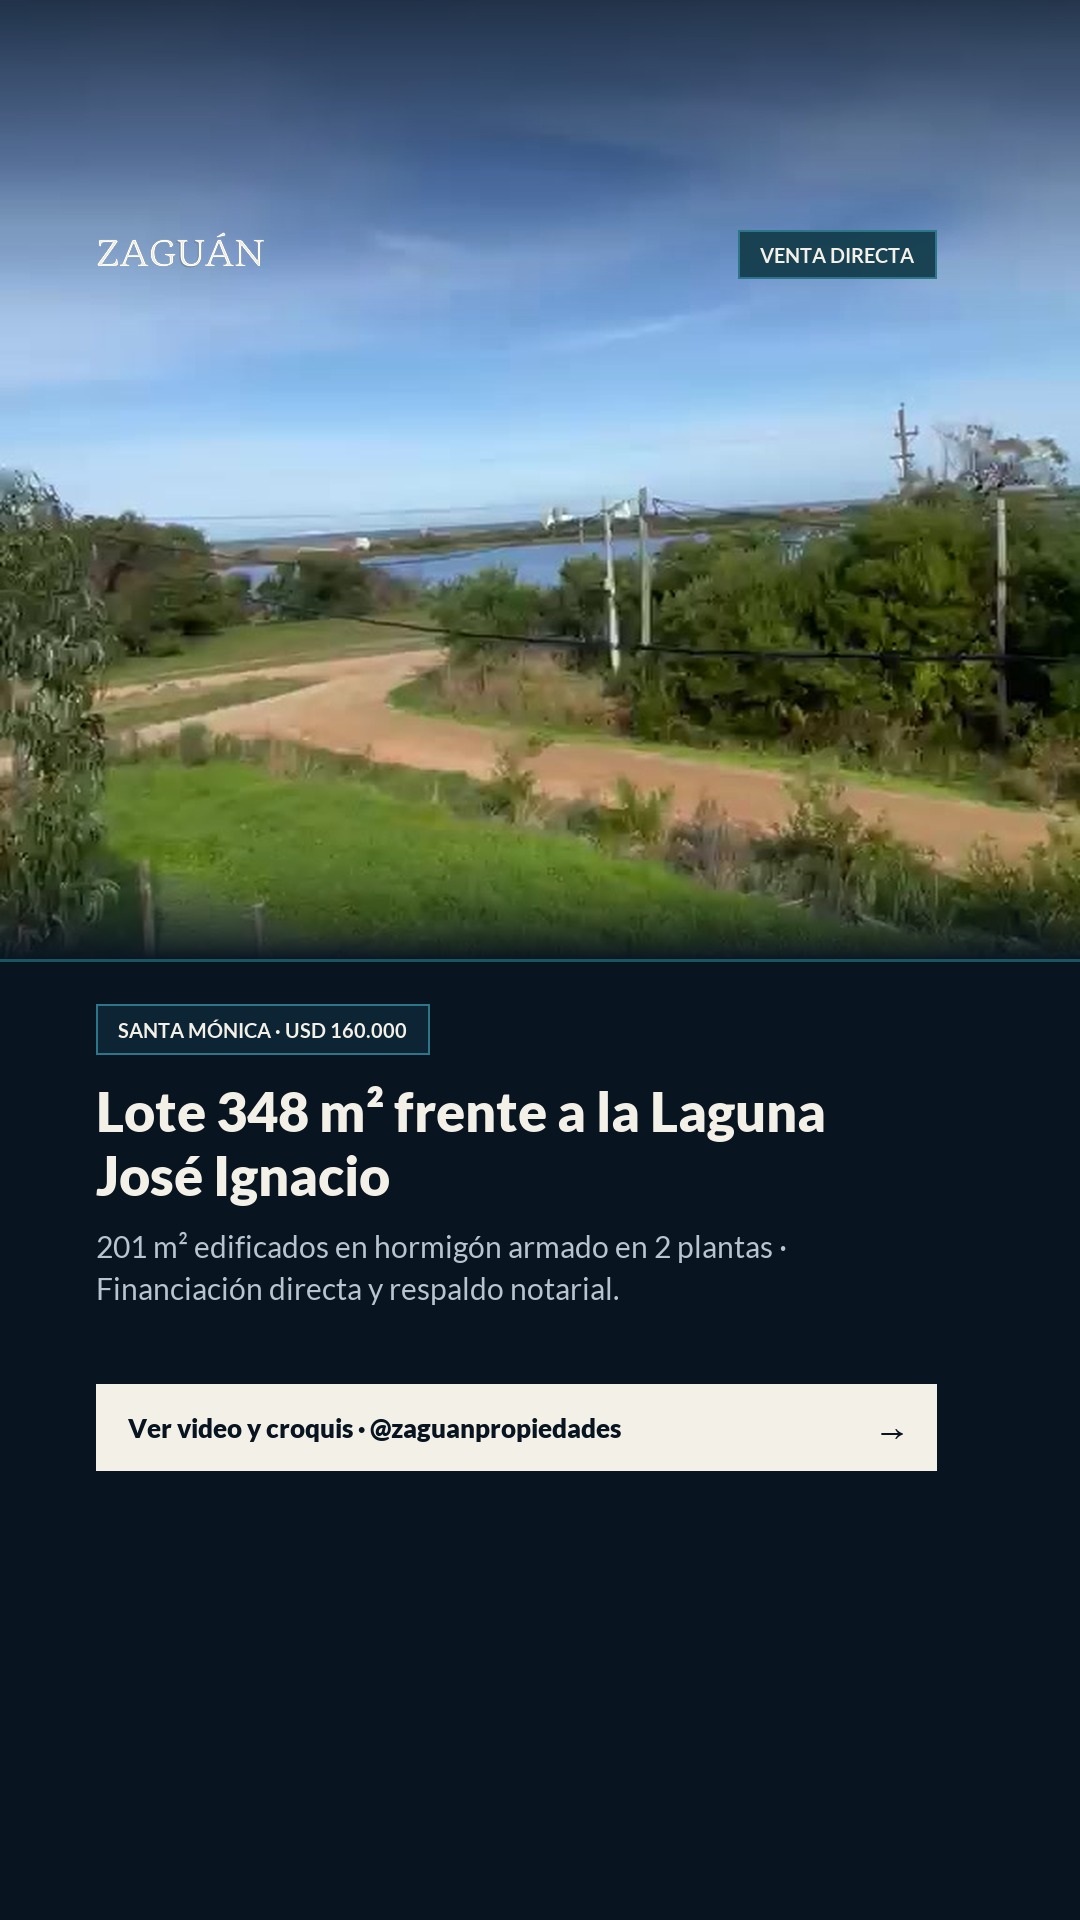 ZAGUÁN
VENTA DIRECTA
SANTA MÓNICA · USD 160.000
Lote 348 m² frente a la Laguna
José Ignacio
201 m² edificados en hormigón armado en 2 plantas ·
Financiación directa y respaldo notarial.
Ver video y croquis · @zaguanpropiedades →